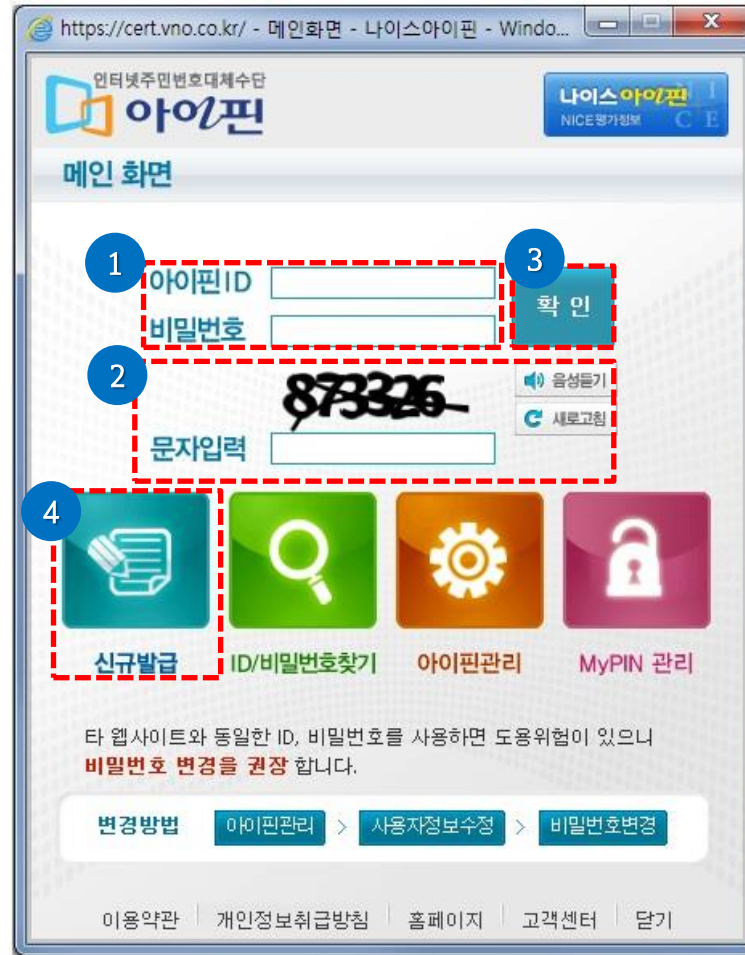 https://cert.vno.co.kr/ - 메인화면 - 나이스아이핀 - Windo...
인터넷주민번호대체수단
아이핀
나이스아이핀
NICE평가정보
NICE
메인 화면
1
아이핀ID
3
확 인
비밀번호
2
873326
음성듣기
새로고침
문자입력
4
신규발급 ID/비밀번호찾기 아이핀관리 MyPIN 관리
타 웹사이트와 동일한 ID, 비밀번호를 사용하면 도용위험이 있으니
비밀번호 변경을 권장 합니다.
변경방법 아이핀관리 > 사용자정보수정 > 비밀번호변경
이용약관 개인정보취급방침 홈페이지 고객센터 닫기